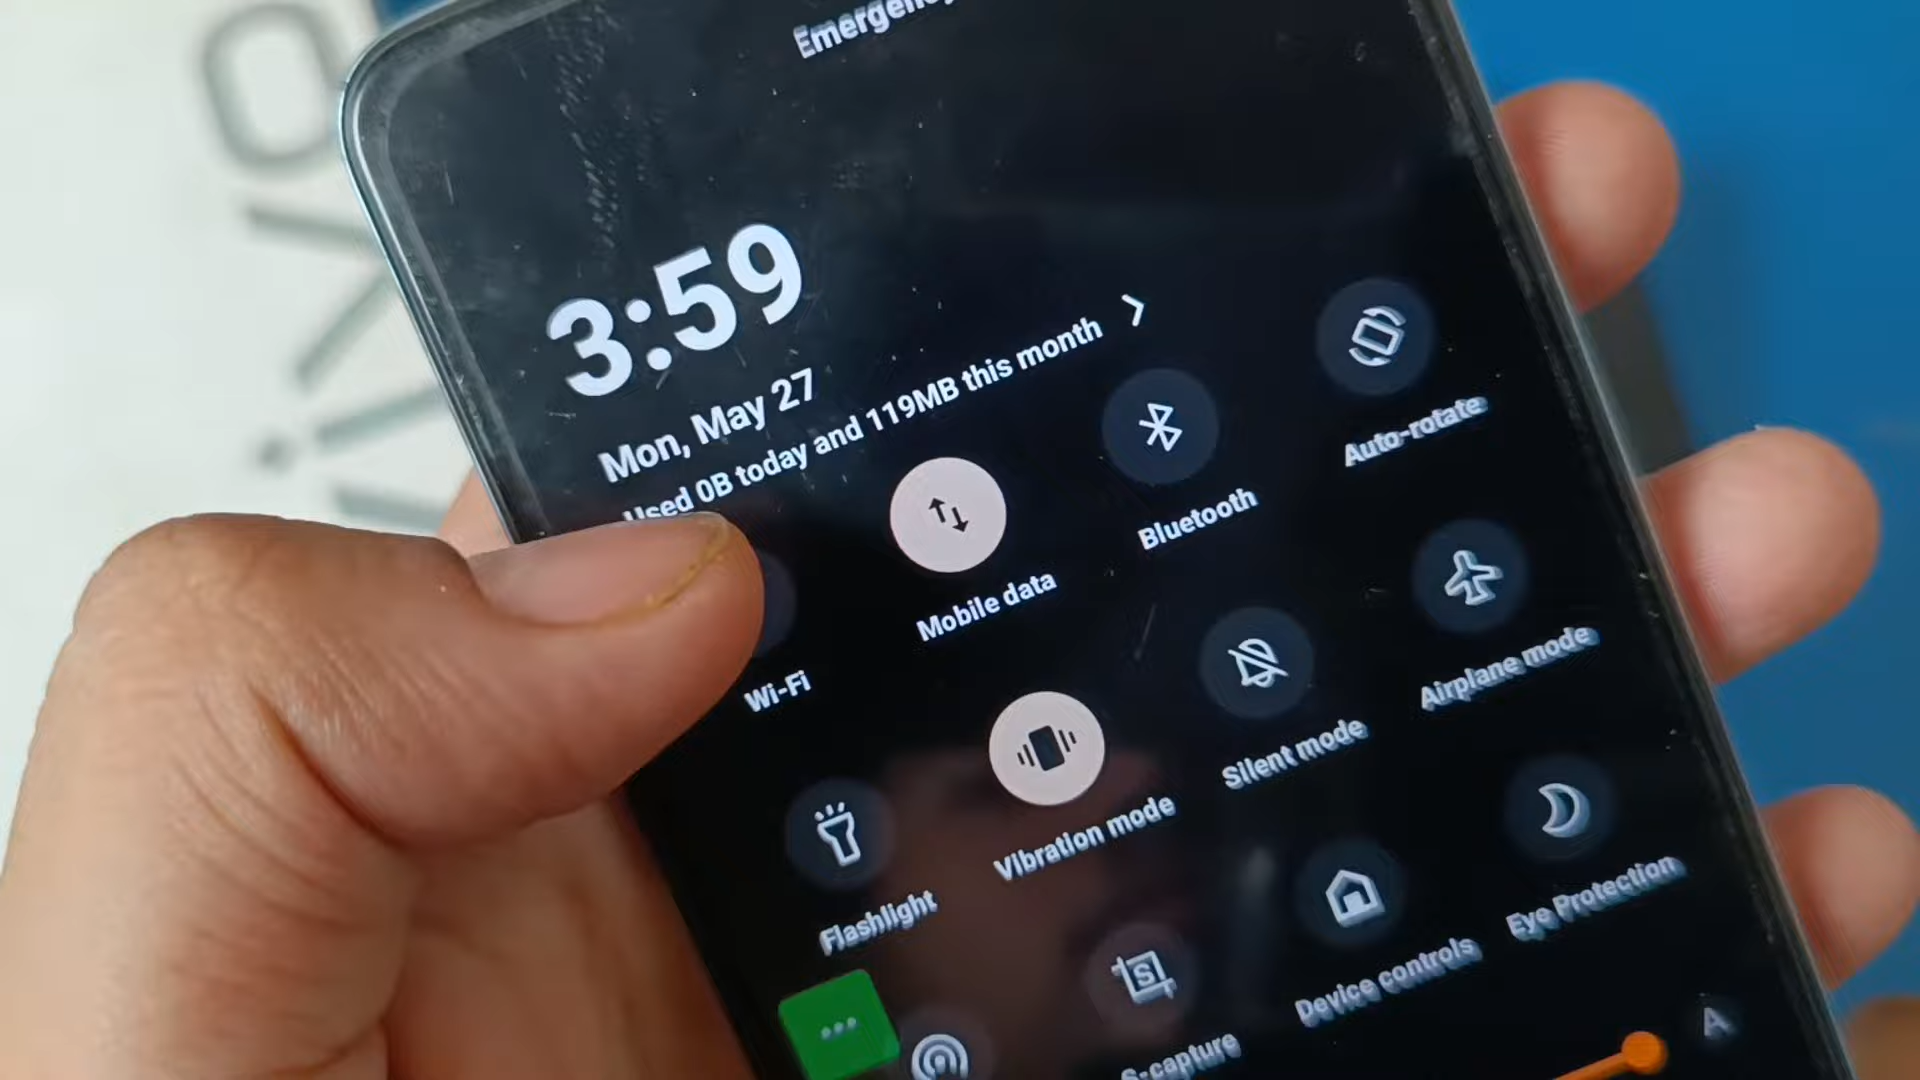 3:59
Mon, May 27
Used 0B today and 119MB this month
Wi-Fi
Mobile data
Bluetooth
Auto-rotate
Flashlight
Vibration mode
Silent mode
Airplane mode
S-capture
Device controls
Eye Protection
A